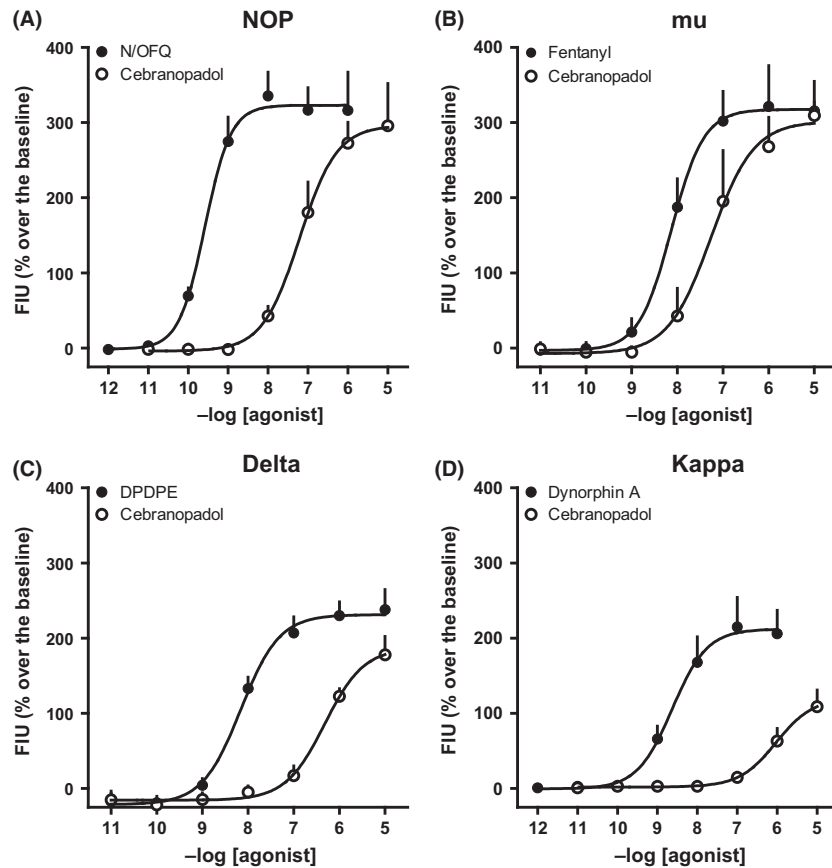 (A)
NOP
N/OFQ
Cebranopadol
FIU (% over the baseline)
400
300
200
100
0
12 11 10 9 8 7 6 5
–log [agonist]
(B)
mu
Fentanyl
Cebranopadol
FIU (% over the baseline)
400
300
200
100
0
11 10 9 8 7 6 5
–log [agonist]
(C)
Delta
DPDPE
Cebranopadol
FIU (% over the baseline)
400
300
200
100
0
11 10 9 8 7 6 5
–log [agonist]
(D)
Kappa
Dynorphin A
Cebranopadol
FIU (% over the baseline)
400
300
200
100
0
12 11 10 9 8 7 6 5
–log [agonist]